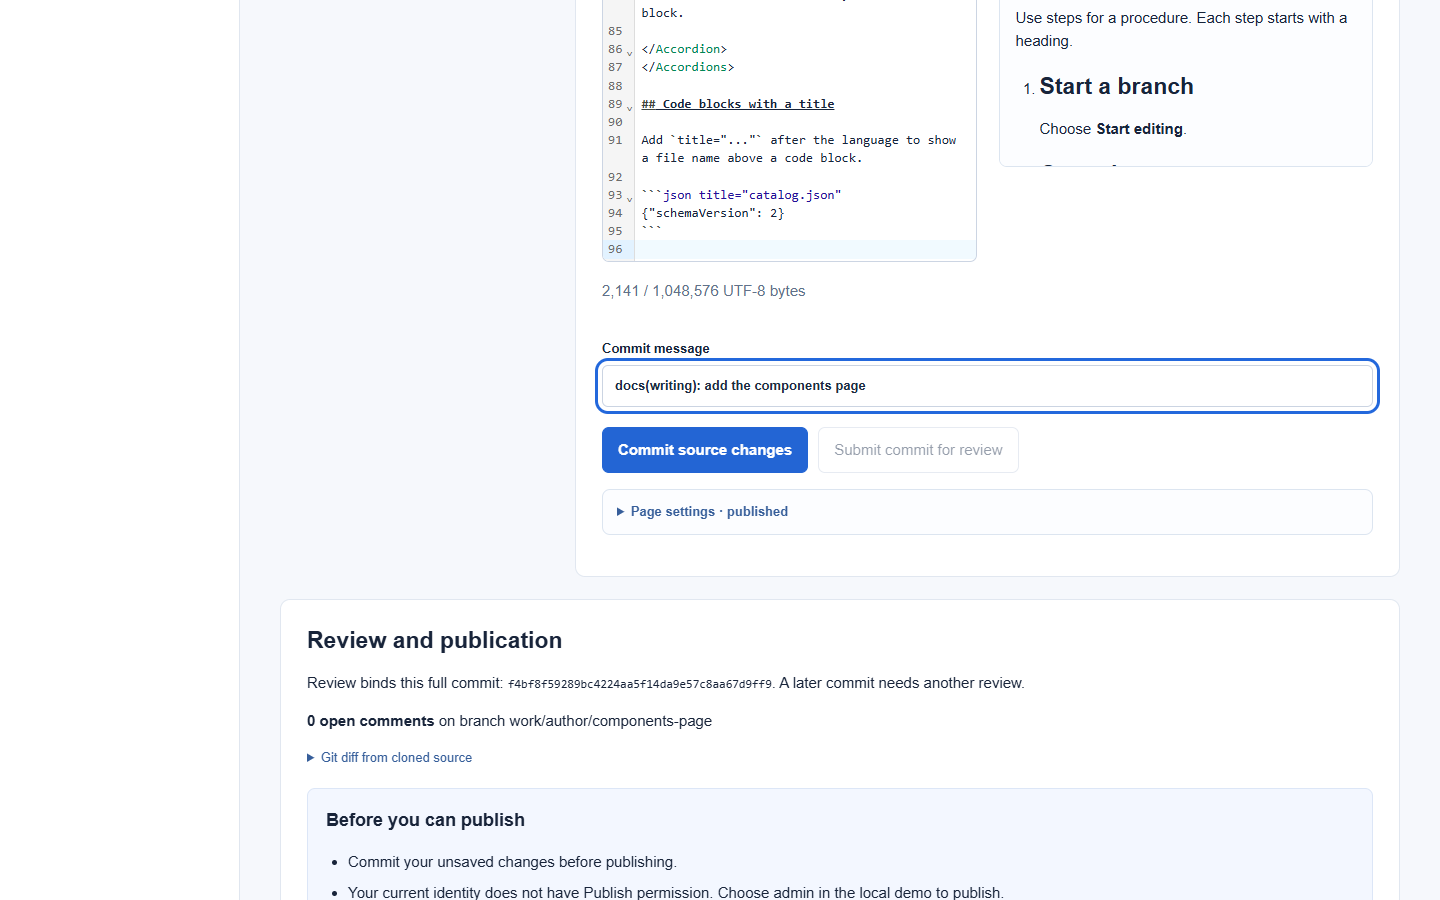 block.
85
86 </Accordion>
87 </Accordions>
88
89 ## Code blocks with a title
90
91 Add `title="..."` after the language to show
a file name above a code block.
92
93 ```json title="catalog.json"
94 {"schemaVersion": 2}
95 ```
96
2,141 / 1,048,576 UTF-8 bytes
Use steps for a procedure. Each step starts with a
heading.
1. Start a branch
Choose Start editing.
Commit message
docs(writing): add the components page
Commit source changes
Submit commit for review
Page settings · published
Review and publication
Review binds this full commit: f4bf8f59289bc4224aa5f14da9e57c8aa67d9ff9. A later commit needs another review.
0 open comments on branch work/author/components-page
Git diff from cloned source
Before you can publish
• Commit your unsaved changes before publishing.
• Your current identity does not have Publish permission. Choose admin in the local demo to publish.